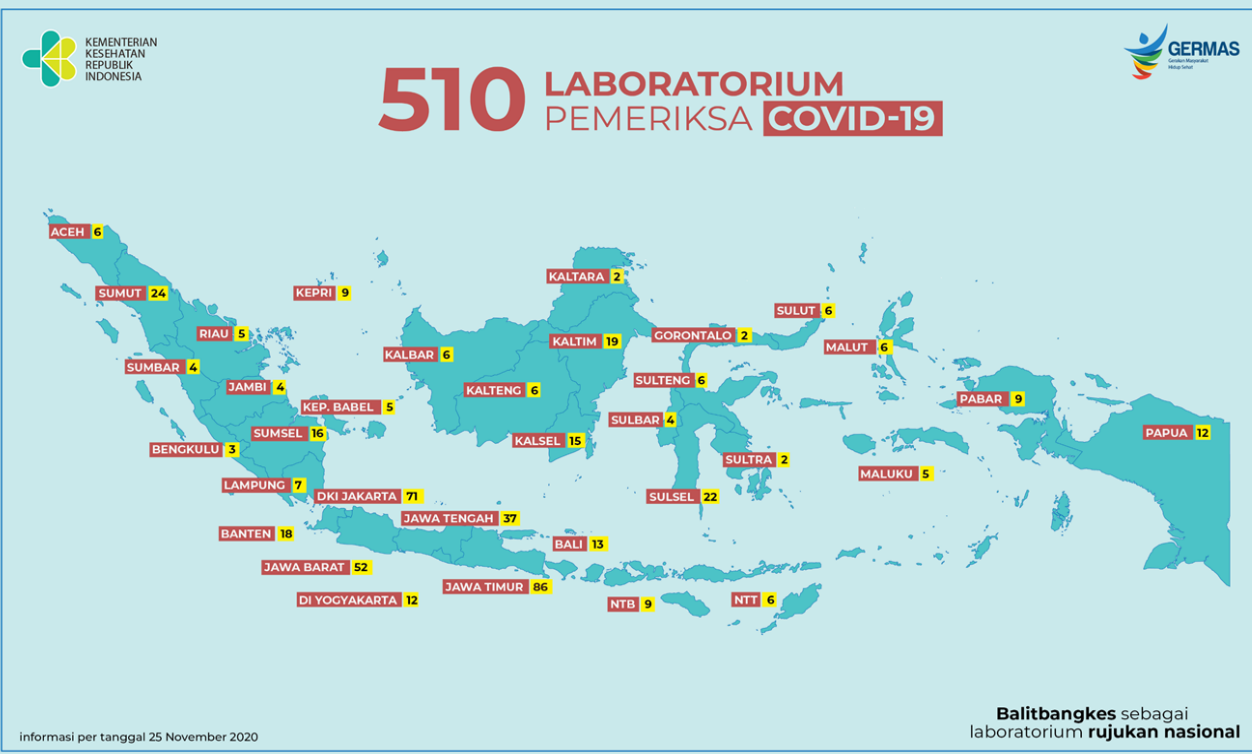 KEMENTERIAN
KESEHATAN
REPUBLIK
INDONESIA
GERMAS
Gerakan Masyarakat
Hidup Sehat
510 LABORATORIUM
PEMERIKSA COVID-19
ACEH 6
SUMUT 24
KEPRI 9
KALTARA 2
SULUT 6
RIAU 5
KALTIM 19
GORONTALO 2
MALUT 6
KALBAR 6
SUMBAR 4
JAMBI 4
KALTENG 6
SULTENG 6
PABAR 9
KEP. BABEL 5
SULBAR 4
SUMSEL 16
PAPUA 12
KALSEL 15
BENGKULU 3
SULTRA 2
MALUKU 5
LAMPUNG 7
DKI JAKARTA 71
SULSEL 22
JAWA TENGAH 37
BANTEN 18
BALI 13
JAWA BARAT 52
JAWA TIMUR 86
DI YOGYAKARTA 12
NTB 9
NTT 6
Balitbangkes sebagai
laboratorium rujukan nasional
informasi per tanggal 25 November 2020